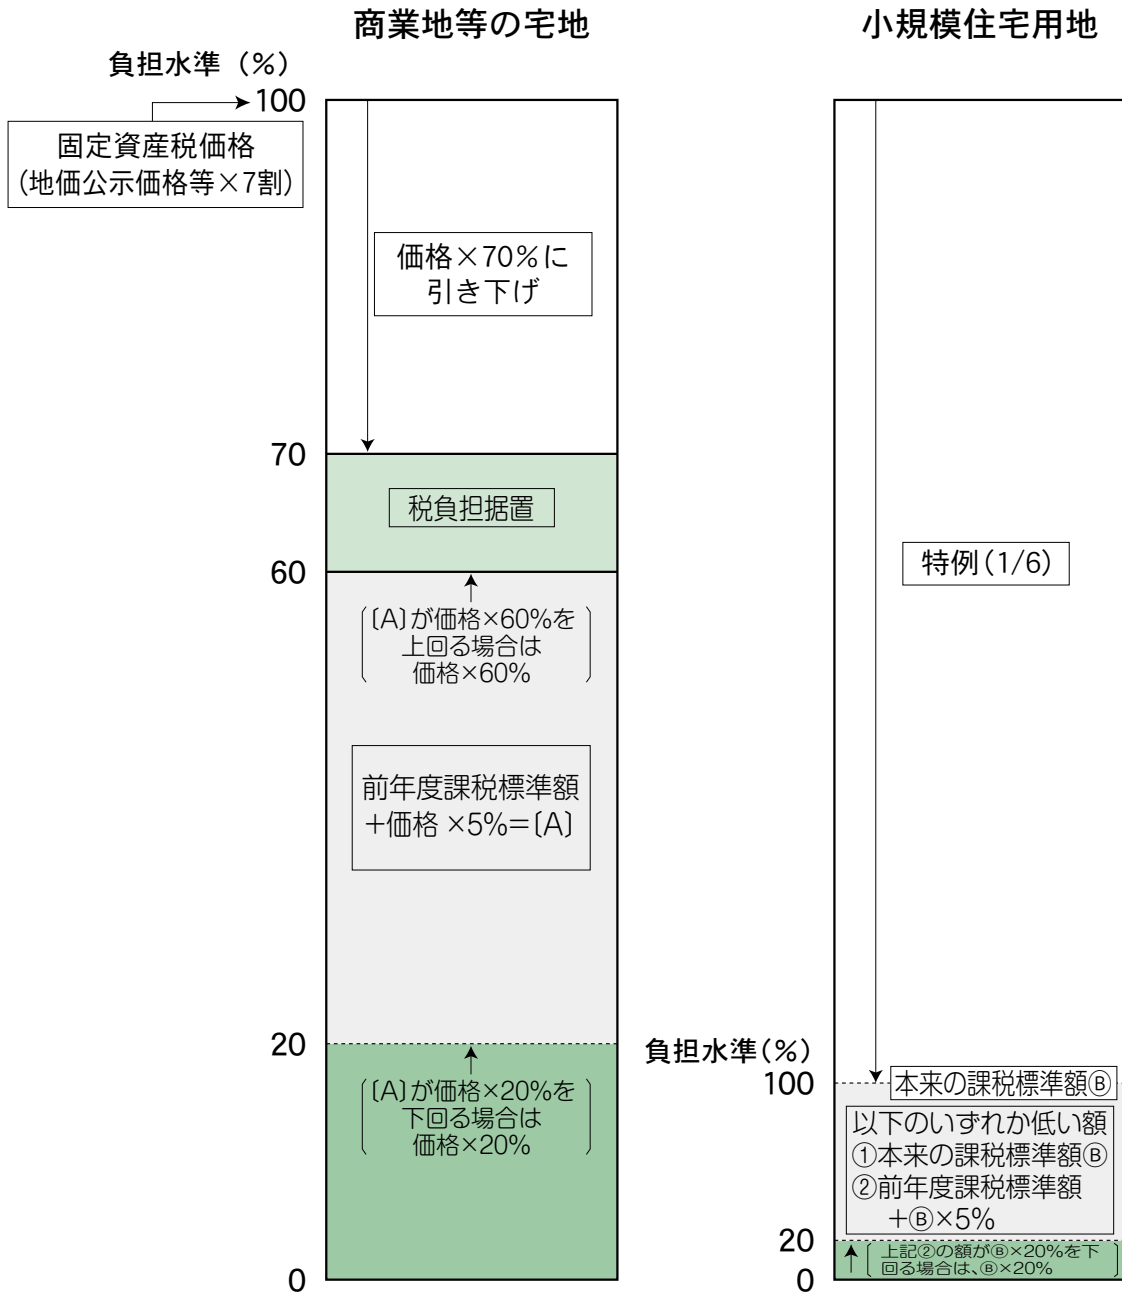 商業地等の宅地
負担水準（％）
100
固定資産税価格
(地価公示価格等×7割)
価格×70％に
引き下げ
70
税負担据置
60
〔A〕が価格×60%を
上回る場合は
価格×60%
前年度課税標準額
＋価格 ×5%＝〔A〕
20
〔A〕が価格×20%を
下回る場合は
価格×20%
0
小規模住宅用地
特例(1/6)
負担水準(％)
100
本来の課税標準額Ⓑ
以下のいずれか低い額
①本来の課税標準額Ⓑ
②前年度課税標準額
＋Ⓑ×5%
20
上記②の額がⒷ×20%を下
回る場合は、Ⓑ×20%
0